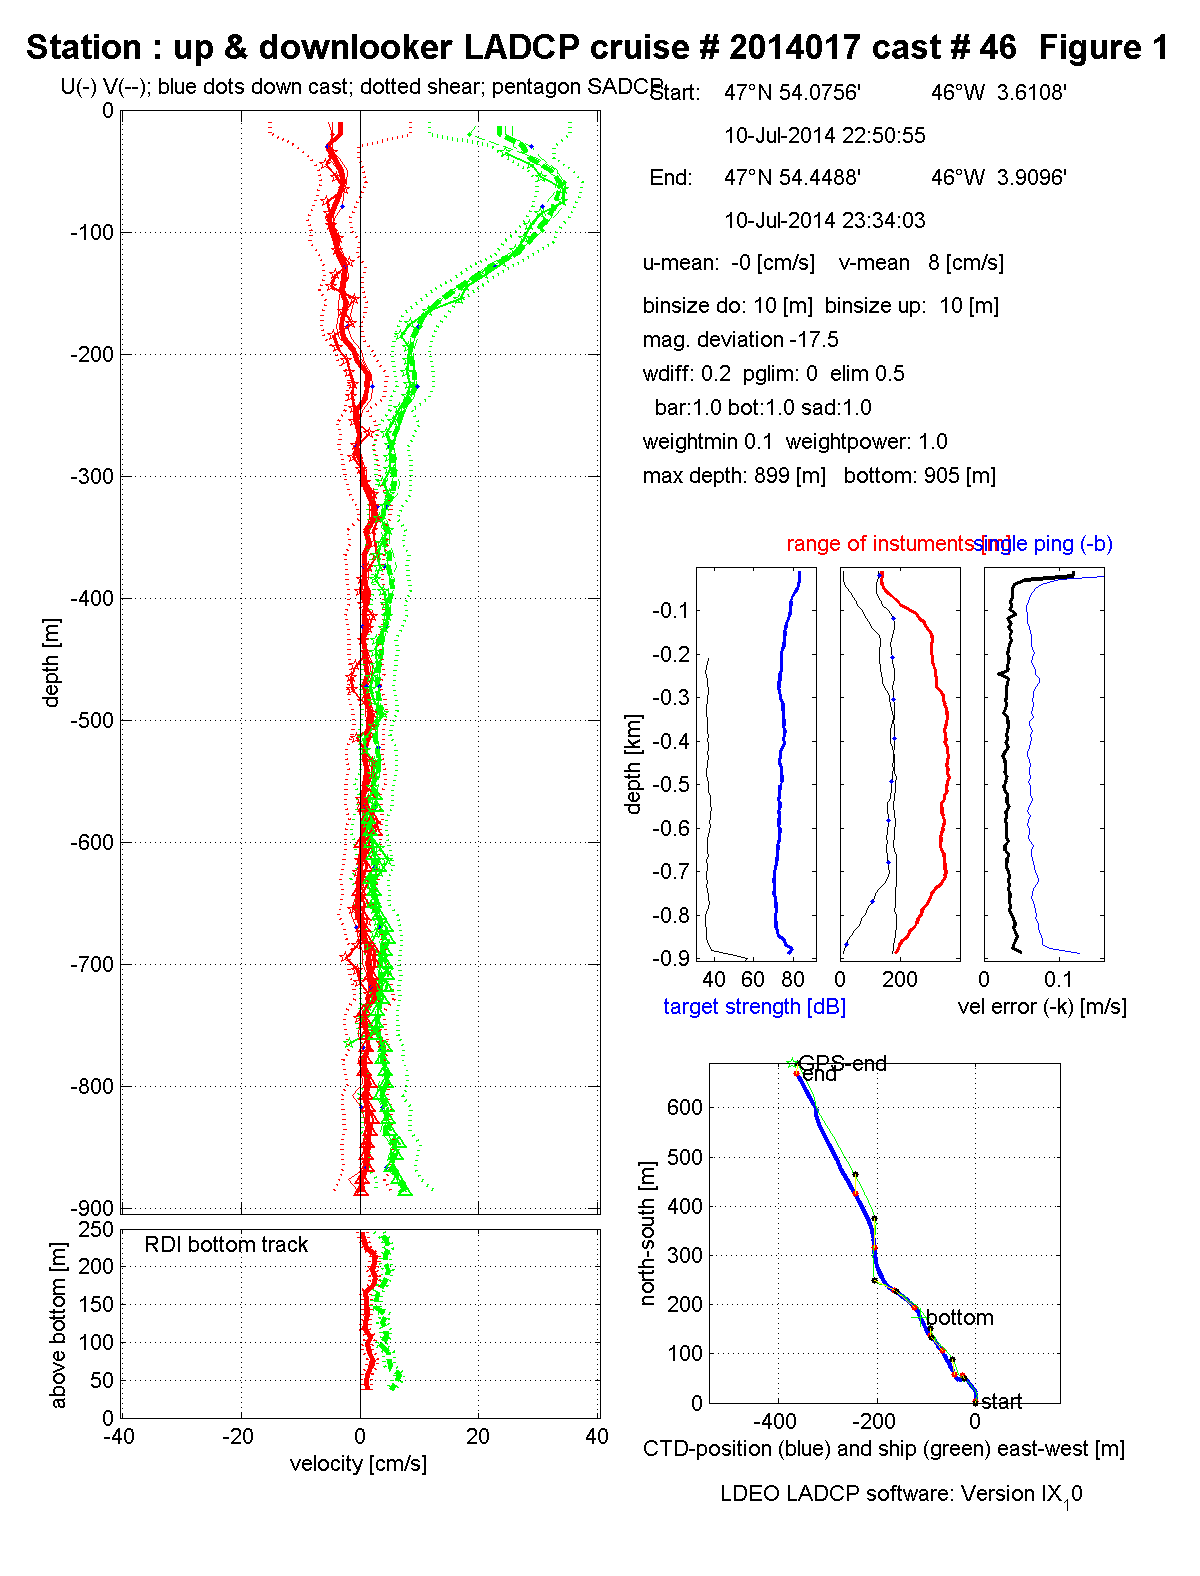 Station : up & downlooker LADCP cruise # 2014017 cast # 46 Figure 1
U(-) V(--); blue dots down cast; dotted shear; pentagon SADCP
Start: 47°N 54.0756' 46°W 3.6108'
10-Jul-2014 22:50:55
End: 47°N 54.4488' 46°W 3.9096'
10-Jul-2014 23:34:03
u-mean: -0 [cm/s] v-mean 8 [cm/s]
binsize do: 10 [m] binsize up: 10 [m]
mag. deviation -17.5
wdiff: 0.2 pglim: 0 elim 0.5
bar:1.0 bot:1.0 sad:1.0
weightmin 0.1 weightpower: 1.0
max depth: 899 [m] bottom: 905 [m]
0
-100
-200
-300
-400
-500
-600
-700
-800
-900
depth [m]
RDI bottom track
250
200
150
100
50
0
above bottom [m]
-40 -20 0 20 40
velocity [cm/s]
range of instuments [m]
single ping (-b)
-0.1
-0.2
-0.3
-0.4
-0.5
-0.6
-0.7
-0.8
-0.9
depth [km]
40 60 80
target strength [dB]
0 200
0 0.1
vel error (-k) [m/s]
GPS-end
end
bottom
start
600
500
400
300
200
100
0
north-south [m]
-400 -200 0
CTD-position (blue) and ship (green) east-west [m]
LDEO LADCP software: Version IX10